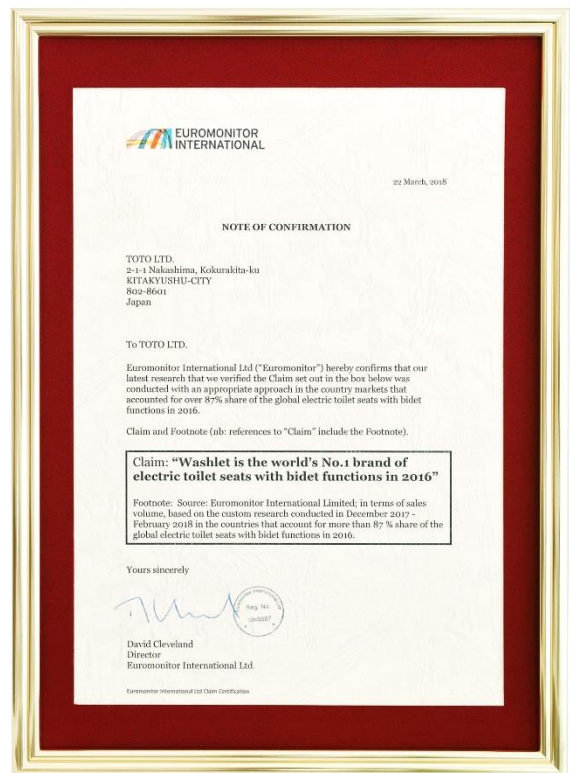 EUROMONITOR
INTERNATIONAL
22 March, 2018
NOTE OF CONFIRMATION
TOTO LTD.
2-1-1 Nakashima, Kokurakita-ku
KITAKYUSHU-CITY
802-8601
Japan
To TOTO LTD.
Euromonitor International Ltd ("Euromonitor") hereby confirms that our
latest research that we verified the Claim set out in the box below was
conducted with an appropriate approach in the country markets that
accounted for over 87% share of the global electric toilet seats with bidet
functions in 2016.
Claim and Footnote (nb: references to "Claim" include the Footnote).
Claim: "Washlet is the world's No.1 brand of
electric toilet seats with bidet functions in 2016"
Footnote: Source: Euromonitor International Limited; in terms of sales
volume, based on the custom research conducted in December 2017 -
February 2018 in the countries that account for more than 87 % share of the
global electric toilet seats with bidet functions in 2016.
Yours sincerely
Reg. No
David Cleveland
Director
Euromonitor International Ltd.
Euromonitor International Ltd Claim Certification